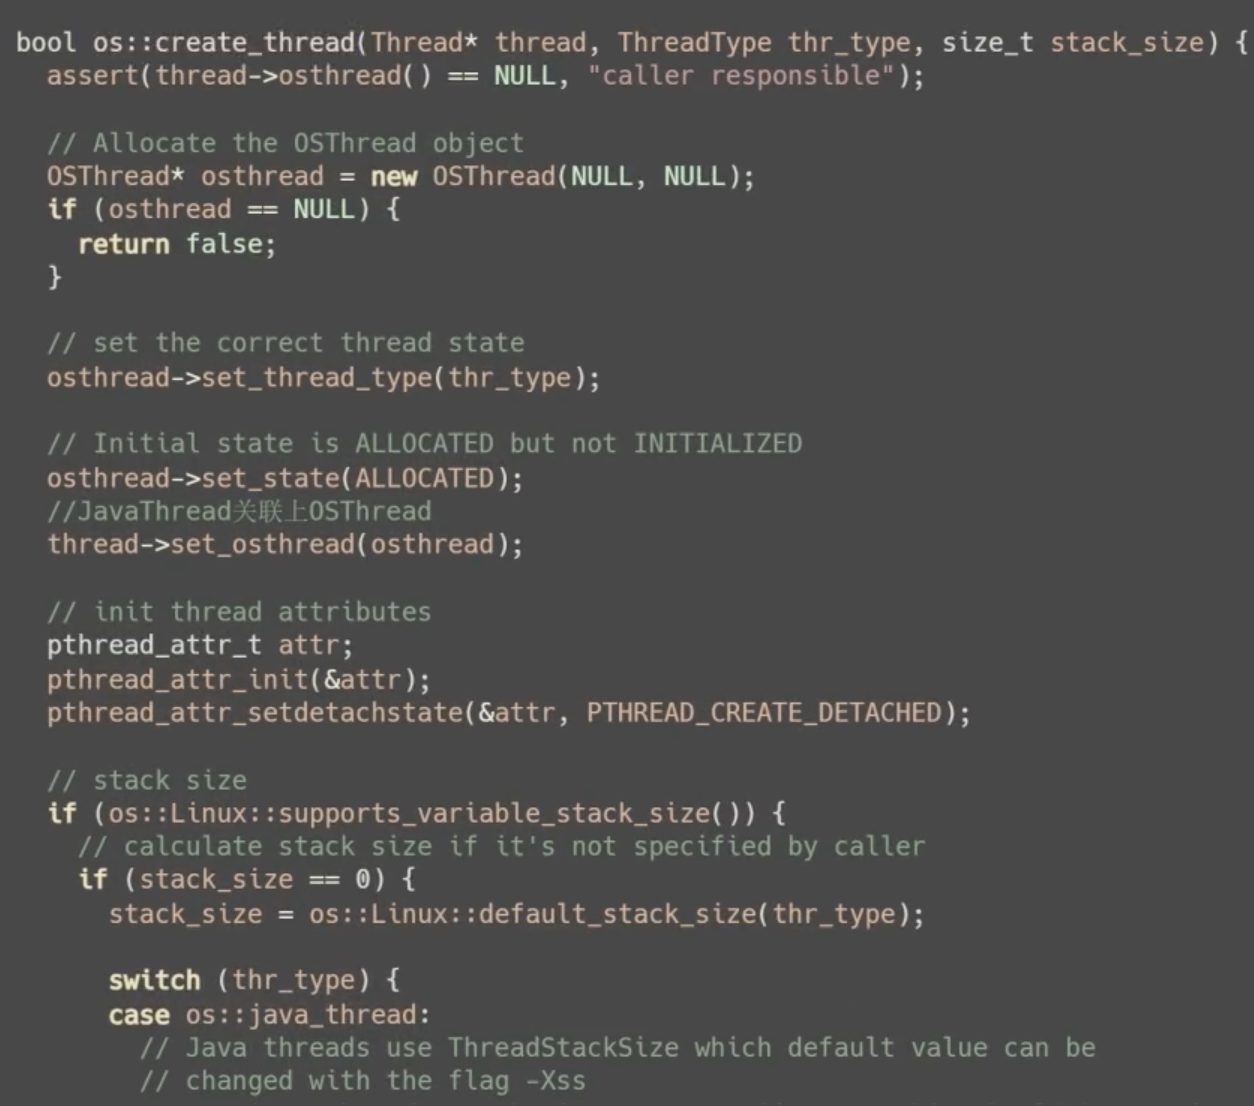 bool os::create_thread(Thread* thread, ThreadType thr_type, size_t stack_size) {
  assert(thread->osthread() == NULL, "caller responsible");

  // Allocate the OSThread object
  OSThread* osthread = new OSThread(NULL, NULL);
  if (osthread == NULL) {
    return false;
  }

  // set the correct thread state
  osthread->set_thread_type(thr_type);

  // Initial state is ALLOCATED but not INITIALIZED
  osthread->set_state(ALLOCATED);
  //JavaThread关联上OSThread
  thread->set_osthread(osthread);

  // init thread attributes
  pthread_attr_t attr;
  pthread_attr_init(&attr);
  pthread_attr_setdetachstate(&attr, PTHREAD_CREATE_DETACHED);

  // stack size
  if (os::Linux::supports_variable_stack_size()) {
    // calculate stack size if it's not specified by caller
    if (stack_size == 0) {
      stack_size = os::Linux::default_stack_size(thr_type);

      switch (thr_type) {
      case os::java_thread:
        // Java threads use ThreadStackSize which default value can be
        // changed with the flag -Xss